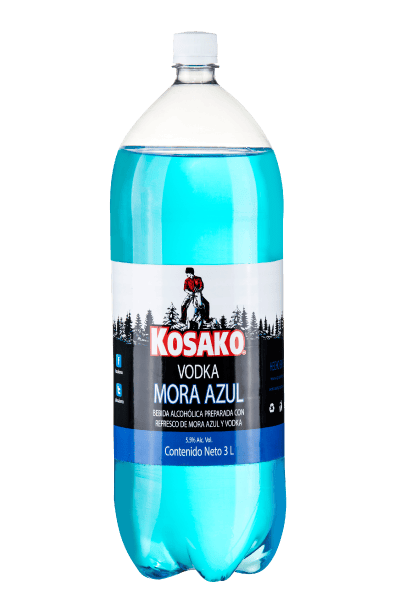 KOSAKO
VODKA
MORA AZUL
BEBIDA ALCOHÓLICA PREPARADA CON
REFRESCO DE MORA AZUL Y VODKA
5,5% Alc. Vol.
Contenido Neto 3 L